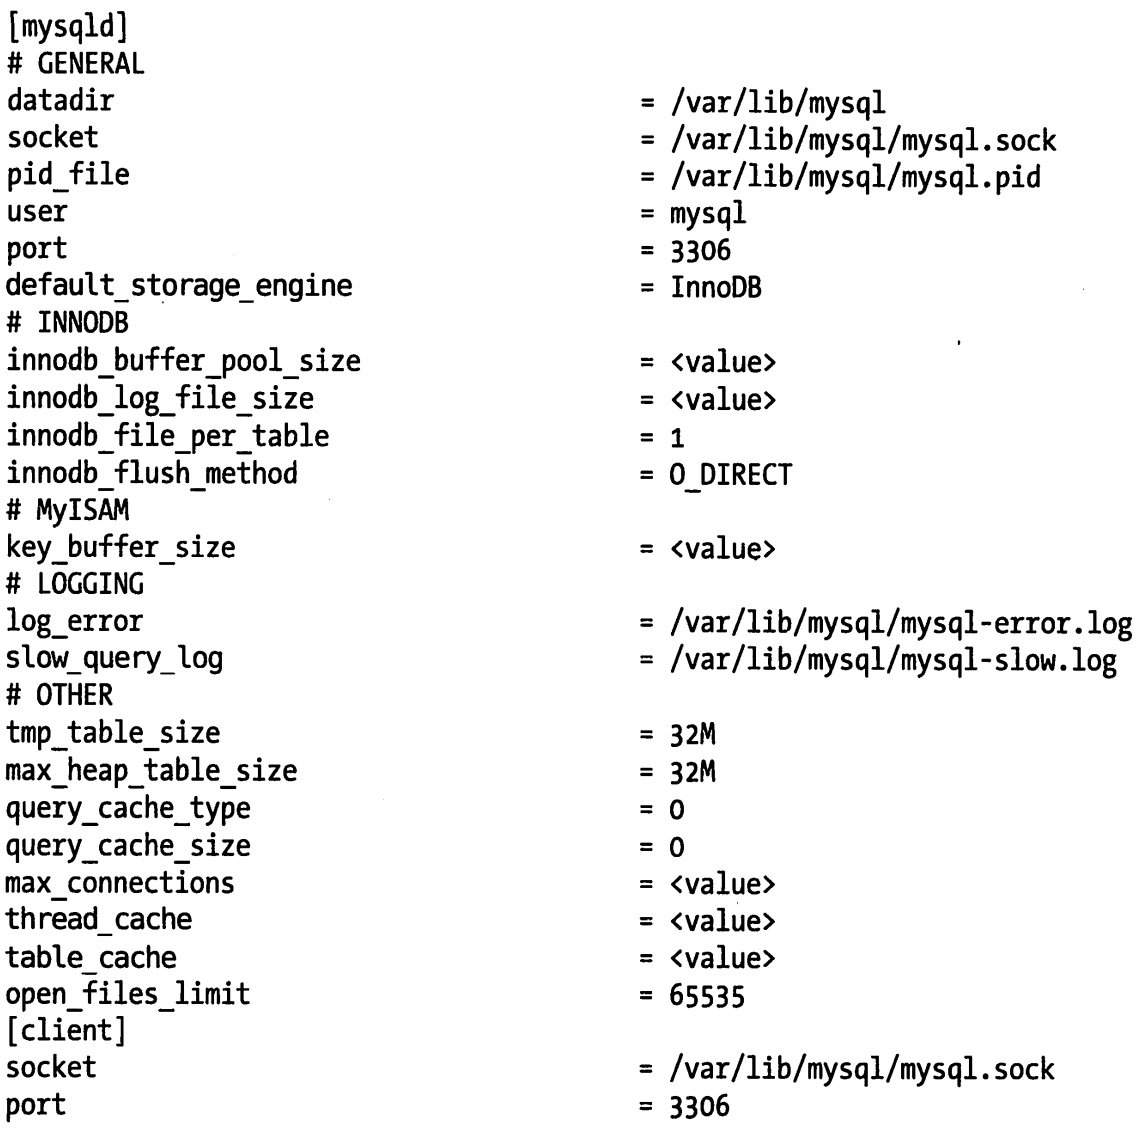 [mysqld]
# GENERAL
datadir = /var/lib/mysql
socket = /var/lib/mysql/mysql.sock
pid_file = /var/lib/mysql/mysql.pid
user = mysql
port = 3306
default_storage_engine = InnoDB
# INNODB
innodb_buffer_pool_size = <value>
innodb_log_file_size = <value>
innodb_file_per_table = 1
innodb_flush_method = O_DIRECT
# MyISAM
key_buffer_size = <value>
# LOGGING
log_error = /var/lib/mysql/mysql-error.log
slow_query_log = /var/lib/mysql/mysql-slow.log
# OTHER
tmp_table_size = 32M
max_heap_table_size = 32M
query_cache_type = 0
query_cache_size = 0
max_connections = <value>
thread_cache = <value>
table_cache = <value>
open_files_limit = 65535
[client]
socket = /var/lib/mysql/mysql.sock
port = 3306